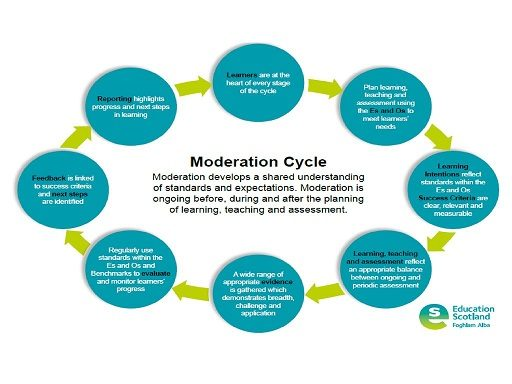 Learners are at the
heart of every stage
of the cycle
Plan learning,
teaching and
assessment using
the Es and Os to
meet learners'
needs
Learning
Intentions reflect
standards within the
Es and Os
Success Criteria are
clear, relevant and
measurable
Learning, teaching
and assessment reflect
an appropriate balance
between ongoing and
periodic assessment
A wide range of
appropriate evidence
is gathered which
demonstrates breadth,
challenge and
application
Regularly use
standards within the
Es and Os and
Benchmarks to evaluate
and monitor learners'
progress
Feedback is linked
to success criteria
and next steps
are identified
Reporting highlights
progress and next steps
in learning
Moderation Cycle
Moderation develops a shared understanding
of standards and expectations. Moderation is
ongoing before, during and after the planning
of learning, teaching and assessment.
Education
Scotland
Foghlam Alba